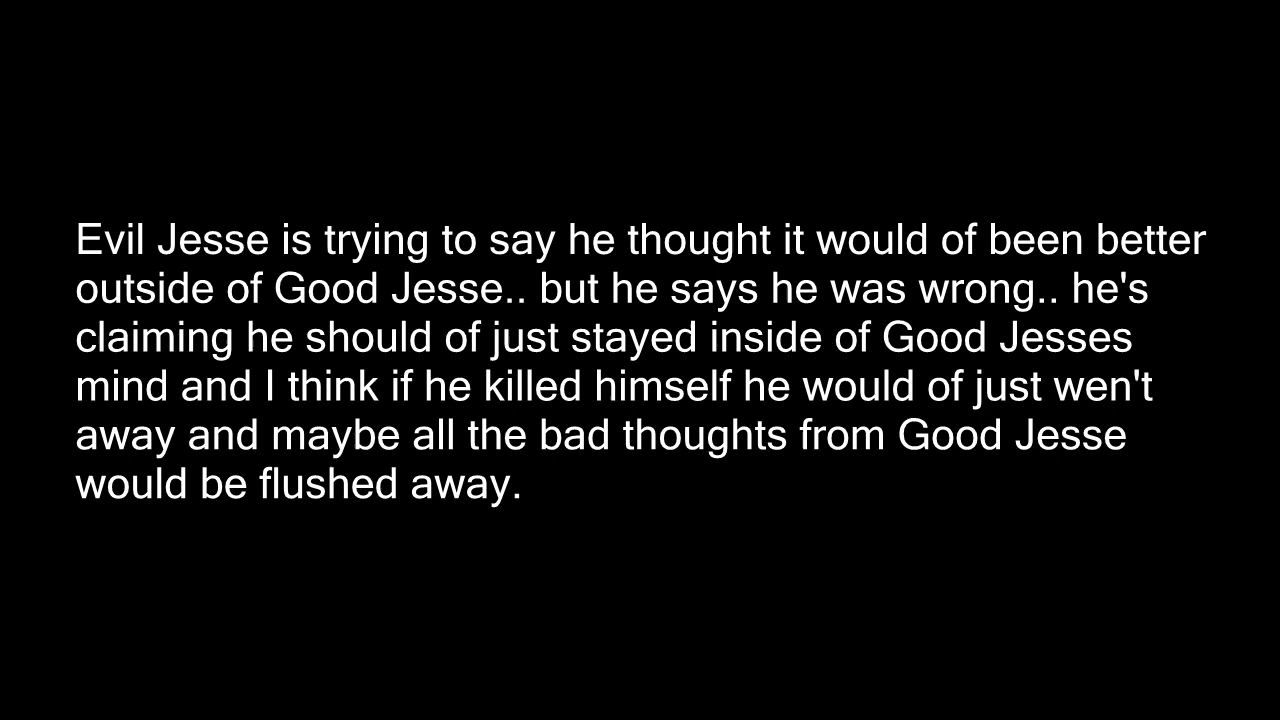 Evil Jesse is trying to say he thought it would of been better
outside of Good Jesse.. but he says he was wrong.. he's
claiming he should of just stayed inside of Good Jesses
mind and I think if he killed himself he would of just wen't
away and maybe all the bad thoughts from Good Jesse
would be flushed away.